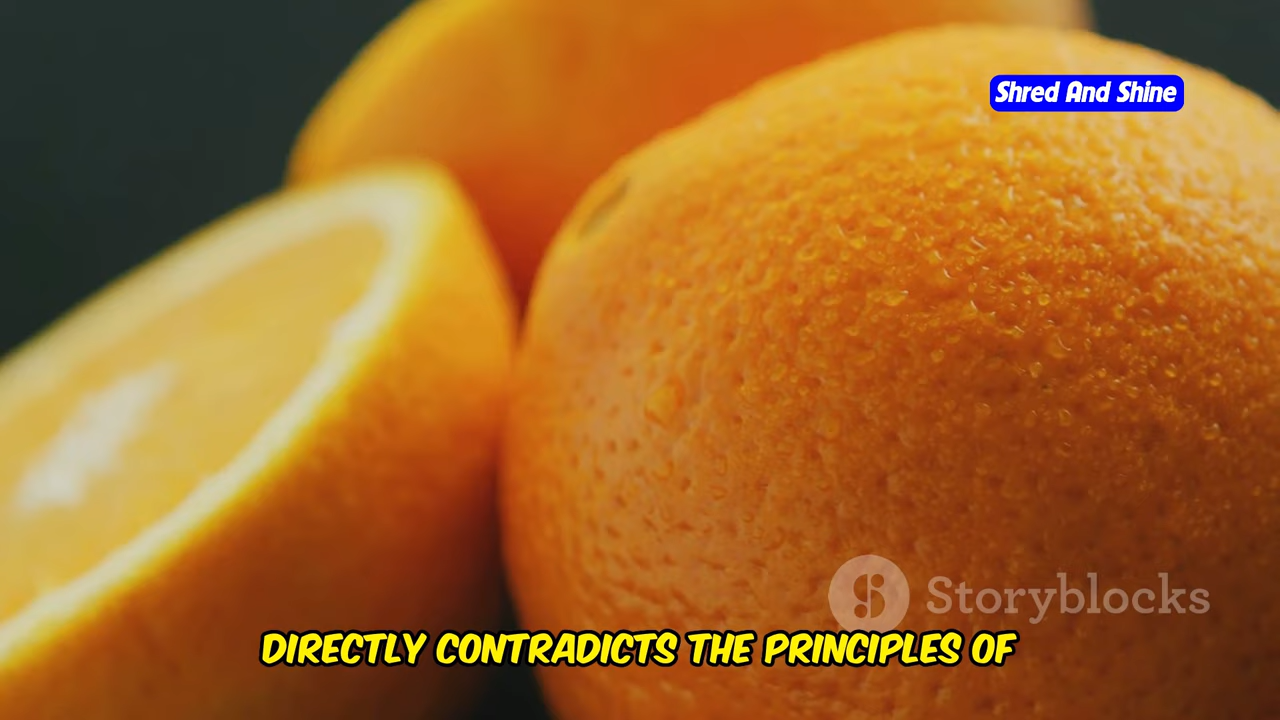 Shred And Shine
Storyblocks
DIRECTLY CONTRADICTS THE PRINCIPLES OF